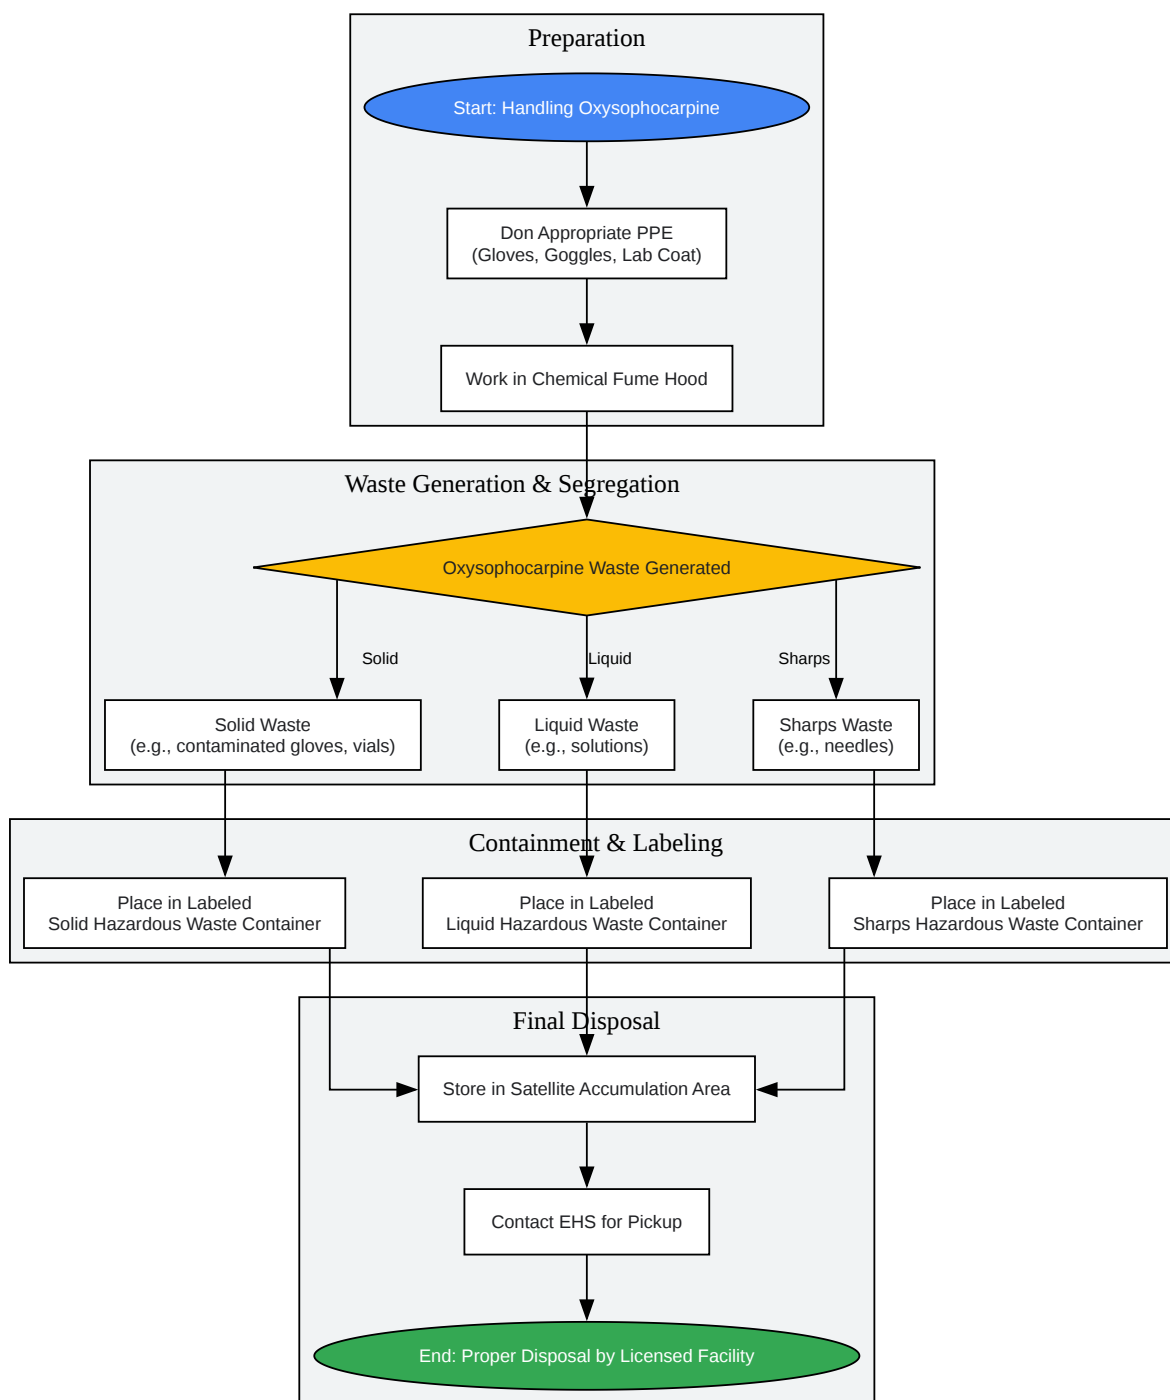 Preparation
Start: Handling Oxysophocarpine
Don Appropriate PPE
(Gloves, Goggles, Lab Coat)
Work in Chemical Fume Hood
Waste Generation & Segregation
Oxysophocarpine Waste Generated
Solid
Liquid
Sharps
Solid Waste
(e.g., contaminated gloves, vials)
Liquid Waste
(e.g., solutions)
Sharps Waste
(e.g., needles)
Containment & Labeling
Place in Labeled
Solid Hazardous Waste Container
Place in Labeled
Liquid Hazardous Waste Container
Place in Labeled
Sharps Hazardous Waste Container
Final Disposal
Store in Satellite Accumulation Area
Contact EHS for Pickup
End: Proper Disposal by Licensed Facility